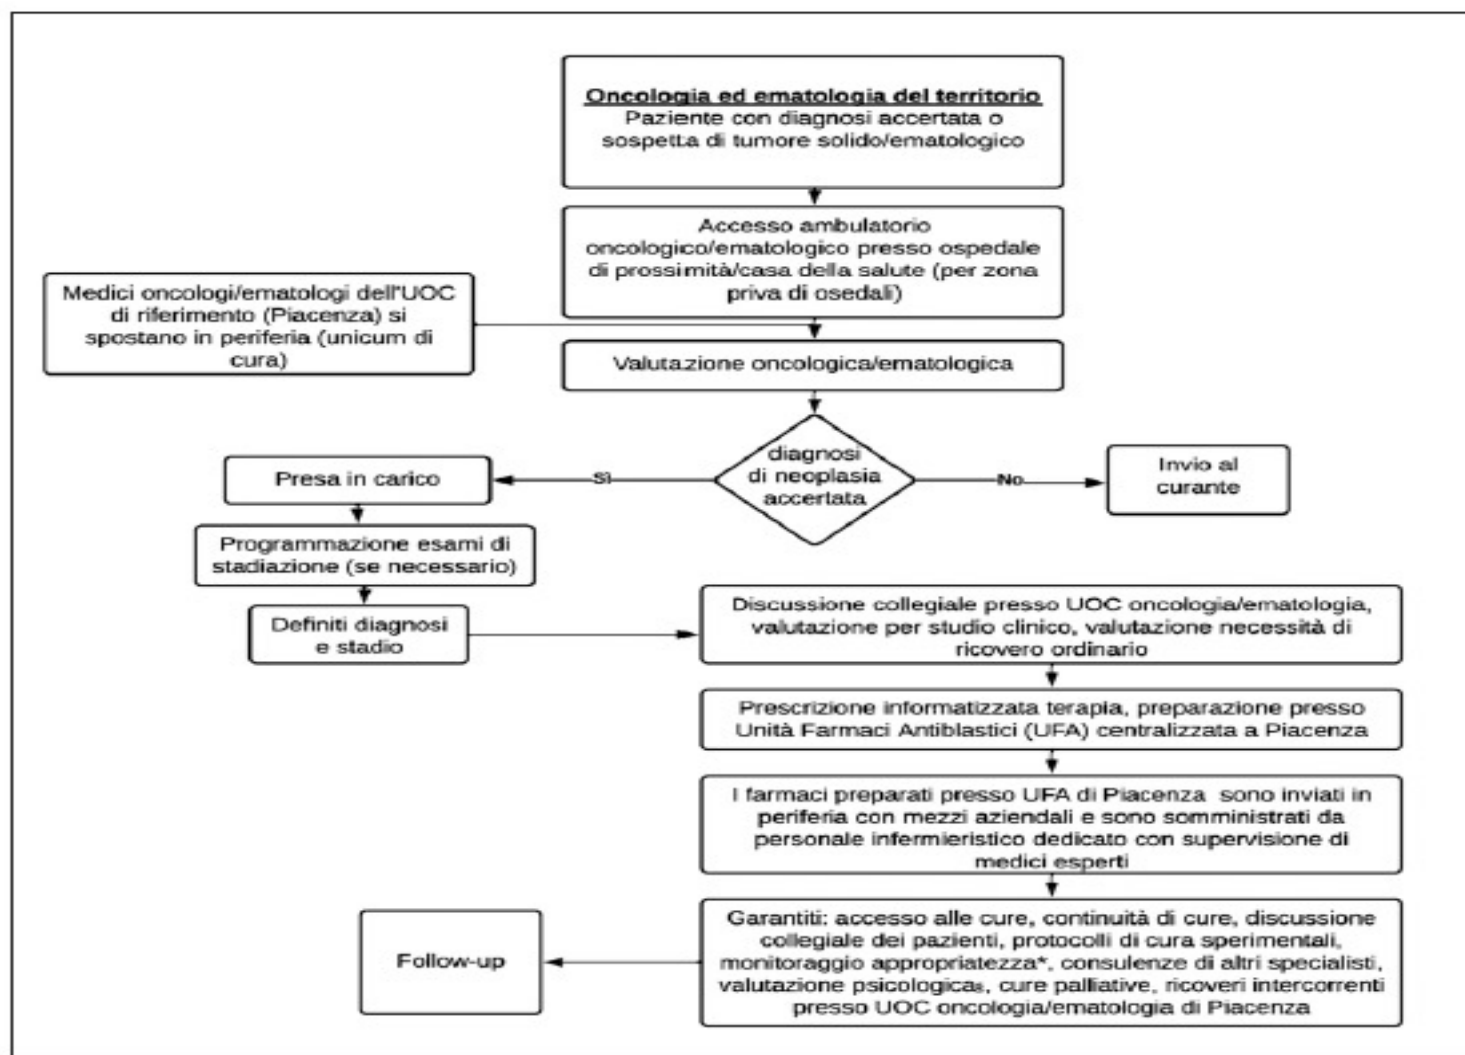 Oncologia ed ematologia del territorio
Paziente con diagnosi accertata o
sospetta di tumore solido/ematologico
Accesso ambulatorio
oncologico/ematologico presso ospedale
di prossimità/casa della salute (per zona
priva di osedali)
Medici oncologi/ematologi dell'UOC
di riferimento (Piacenza) si
spostano in periferia (unicum di
cura)
Valutazione oncologica/ematologica
diagnosi
di neoplasia
accertata
Sì
No
Presa in carico
Invio al
curante
Programmazione esami di
stadiazione (se necessario)
Definiti diagnosi
e stadio
Discussione collegiale presso UOC oncologia/ematologia,
valutazione per studio clinico, valutazione necessità di
ricovero ordinario
Prescrizione informatizzata terapia, preparazione presso
Unità Farmaci Antiblastici (UFA) centralizzata a Piacenza
I farmaci preparati presso UFA di Piacenza sono inviati in
periferia con mezzi aziendali e sono somministrati da
personale infermieristico dedicato con supervisione di
medici esperti
Garantiti: accesso alle cure, continuità di cure, discussione
collegiale dei pazienti, protocolli di cura sperimentali,
monitoraggio appropriatezza*, consulenze di altri specialisti,
valutazione psicologica§, cure palliative, ricoveri intercorrenti
presso UOC oncologia/ematologia di Piacenza
Follow-up